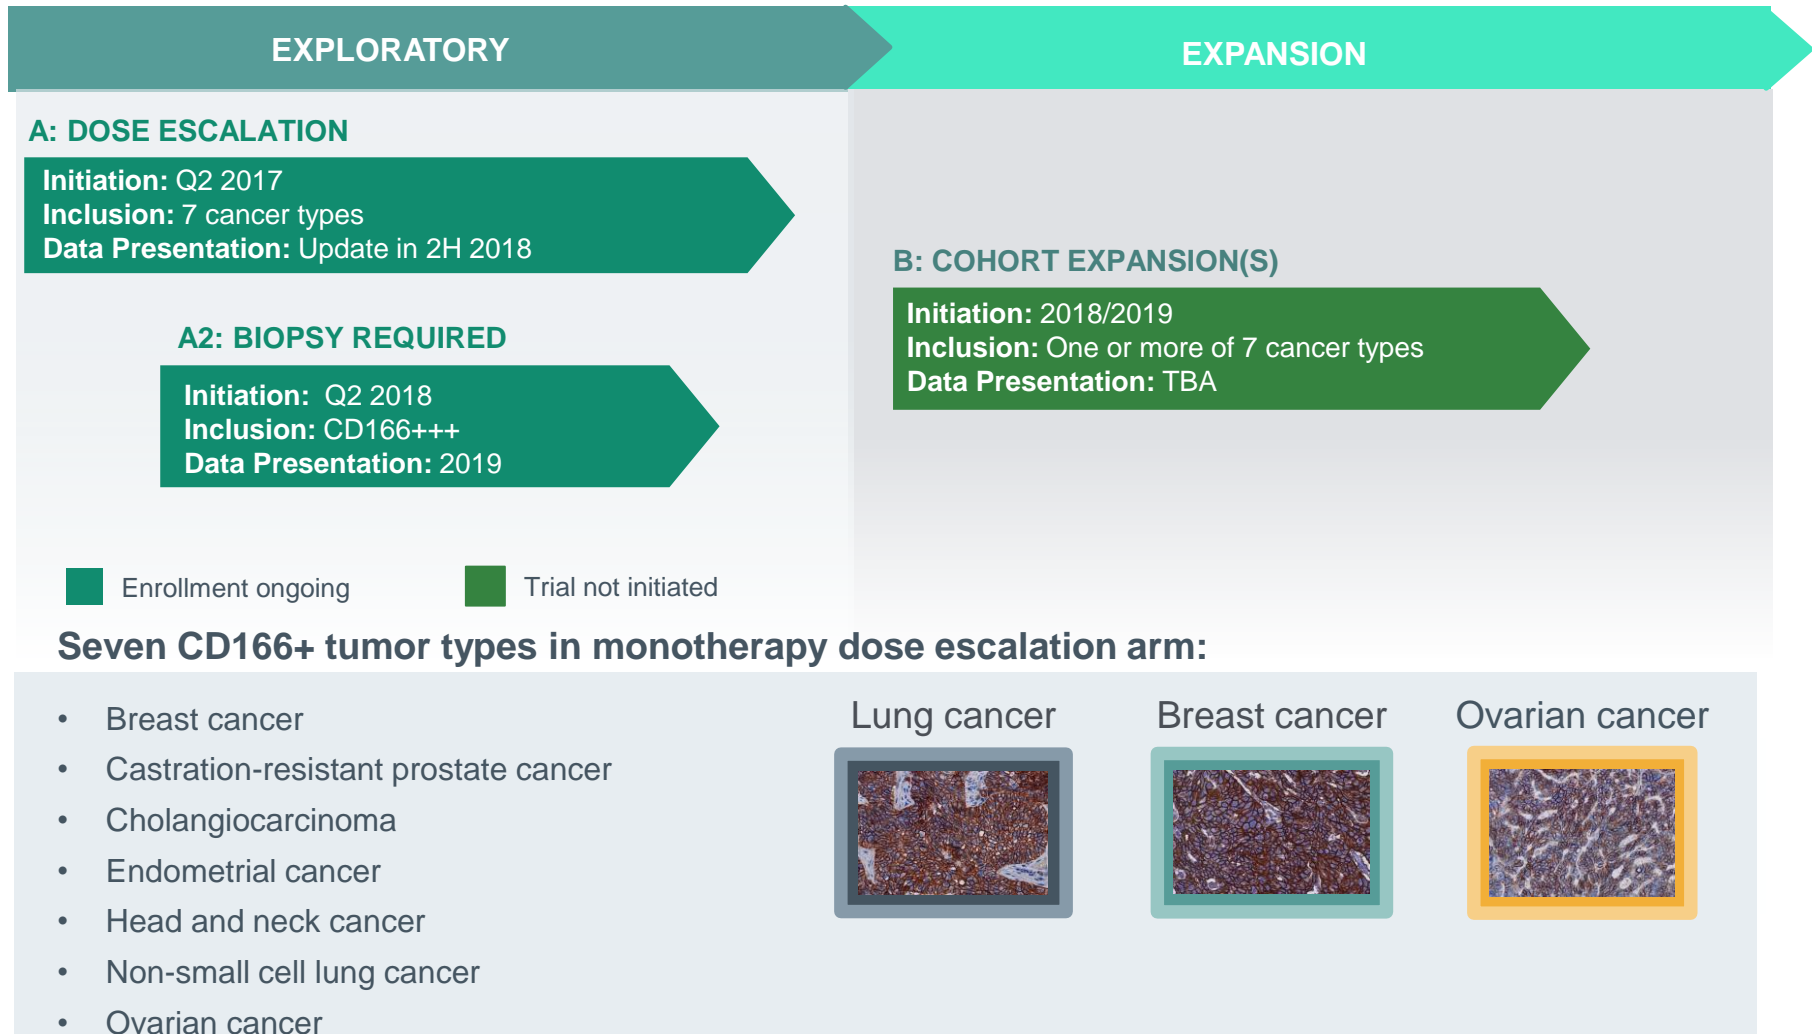 EXPLORATORY
EXPANSION
A: DOSE ESCALATION
Initiation: Q2 2017
Inclusion: 7 cancer types
Data Presentation: Update in 2H 2018
A2: BIOPSY REQUIRED
Initiation: Q2 2018
Inclusion: CD166+++
Data Presentation: 2019
B: COHORT EXPANSION(S)
Initiation: 2018/2019
Inclusion: One or more of 7 cancer types
Data Presentation: TBA
Enrollment ongoing
Trial not initiated
Seven CD166+ tumor types in monotherapy dose escalation arm:
• Breast cancer
• Castration-resistant prostate cancer
• Cholangiocarcinoma
• Endometrial cancer
• Head and neck cancer
• Non-small cell lung cancer
• Ovarian cancer
Lung cancer
Breast cancer
Ovarian cancer